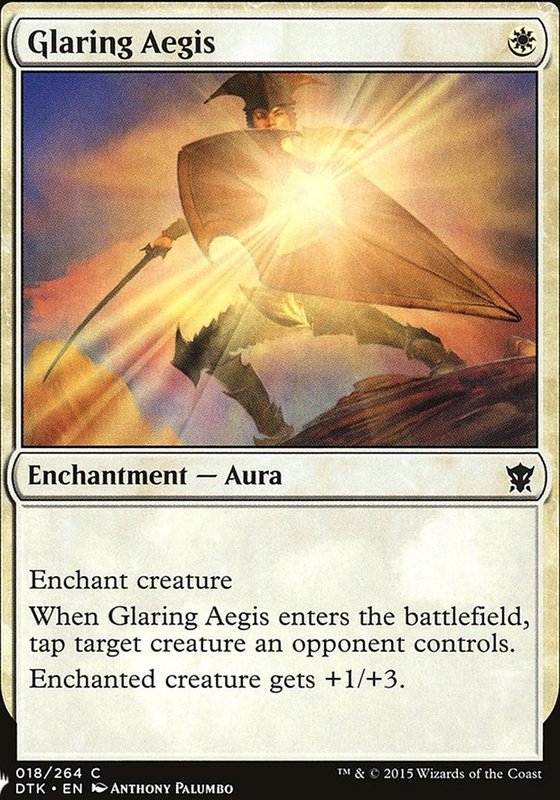 Glaring Aegis
Enchantment — Aura
Enchant creature
When Glaring Aegis enters the battlefield,
tap target creature an opponent controls.
Enchanted creature gets +1/+3.
018/264 C
DTK • EN Anthony Palumbo
™ & © 2015 Wizards of the Coast